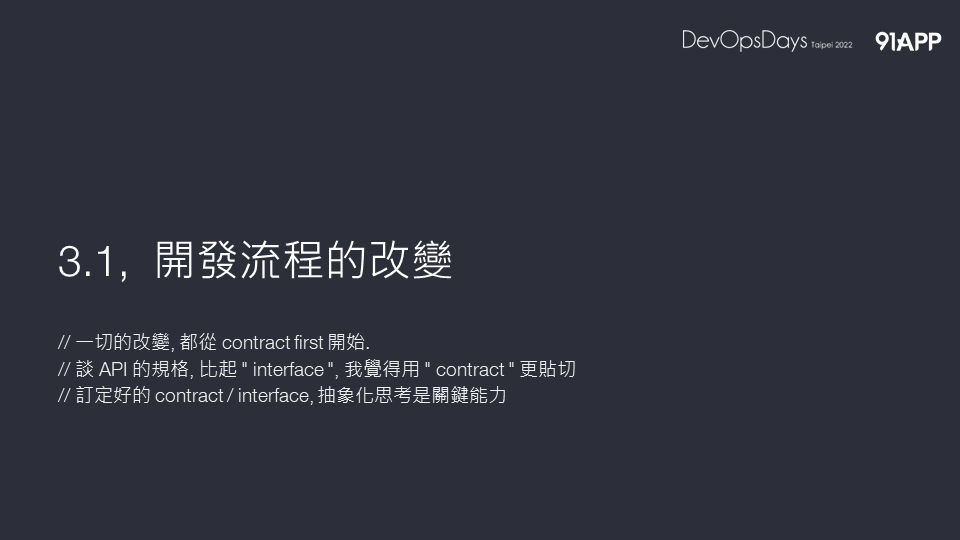 DevOpsDays Taipei 2022 91APP
3.1, 開發流程的改變
// 一切的改變, 都從 contract first 開始.
// 談 API 的規格, 比起 " interface ", 我覺得用 " contract " 更貼切
// 訂定好的 contract / interface, 抽象化思考是關鍵能力